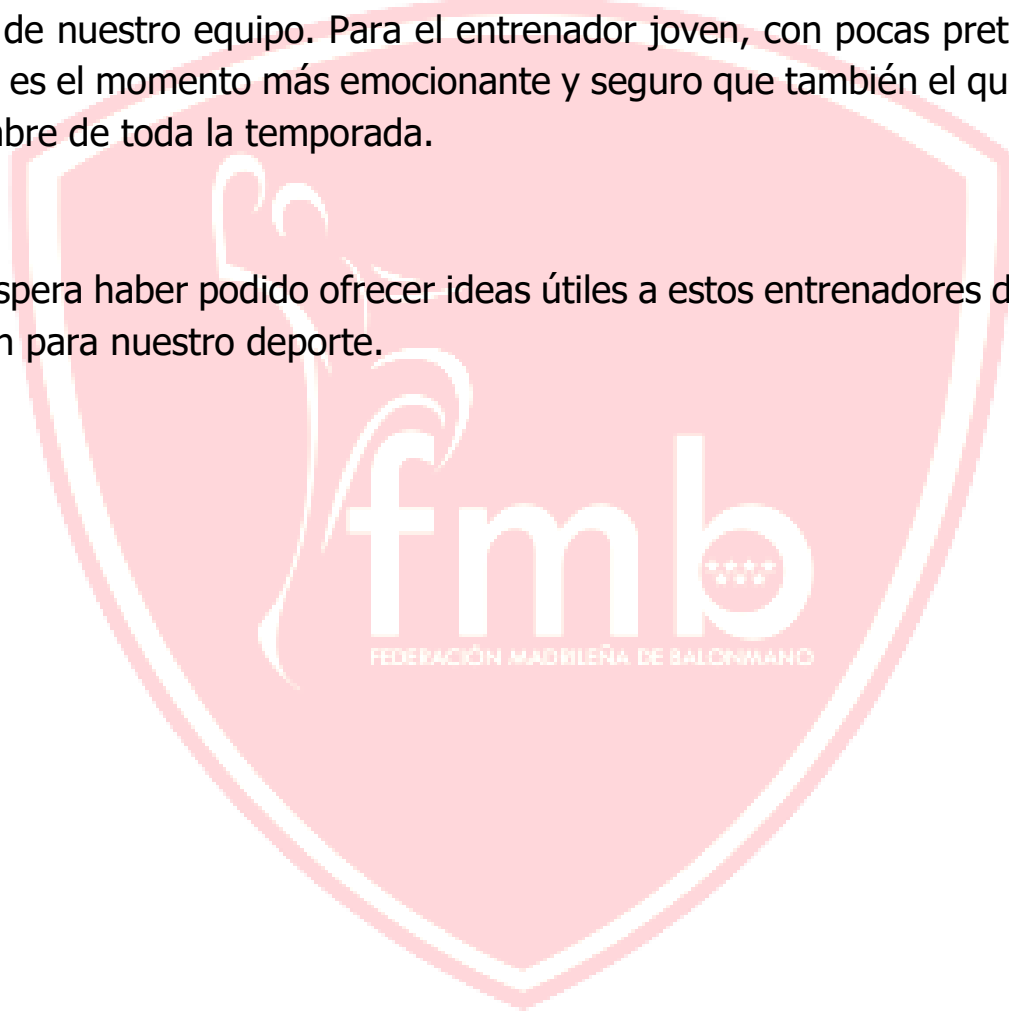 de nuestro equipo. Para el entrenador joven, con pocas pret
es el momento más emocionante y seguro que también el qu
bre de toda la temporada.
spera haber podido ofrecer ideas útiles a estos entrenadores d
n para nuestro deporte.
fmb
FEDERACIÓN MADRILEÑA DE BALONMANO